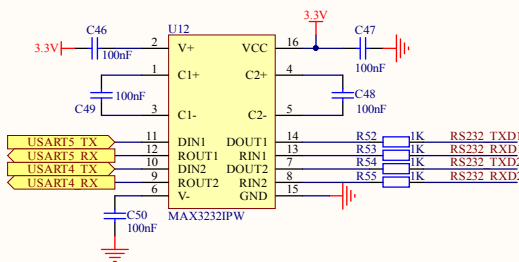 3.3V
C46
U12
C47
3.3V
100nF
2
V+
VCC
16
100nF
1
C1+
C2+
4
100nF
C49
C48
100nF
3
C1-
C2-
5
USART5_TX
11
DIN1
DOUT1
14
R52
1K
RS232_TXD1
USART5_RX
12
ROUT1
RIN1
13
R53
1K
RS232_RXD1
USART4_TX
10
DIN2
DOUT2
7
R54
1K
RS232_TXD2
USART4_RX
9
ROUT2
RIN2
8
R55
1K
RS232_RXD2
6
V-
GND
15
C50
100nF
MAX3232IPW